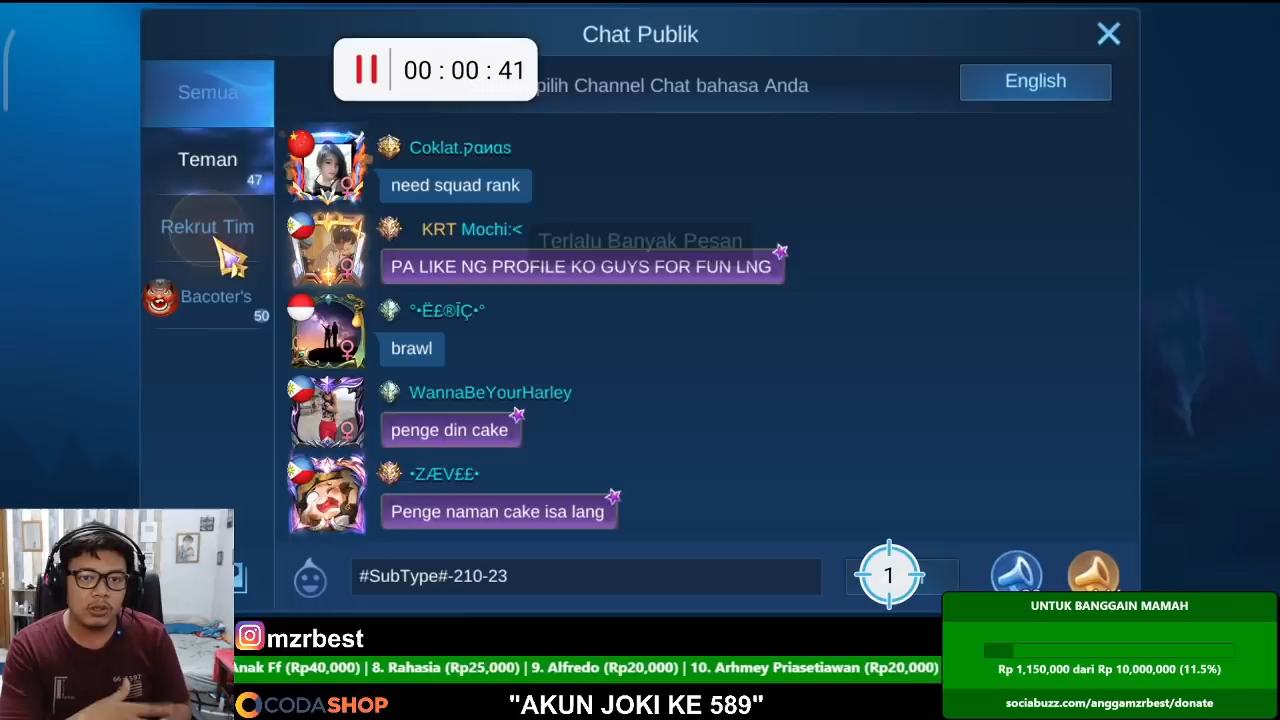 Chat Publik
00 : 00 : 41
pilih Channel Chat bahasa Anda
English
Semua
Teman
47
Rekrut Tim
Bacoter's
50
Coklat.קαиαs
need squad rank
KRT Mochi:<
Terlalu Banyak Pesan
PA LIKE NG PROFILE KO GUYS FOR FUN LNG
°•Ë£®ĪÇ•°
brawl
WannaBeYourHarley
penge din cake
•ZÆV££•
Penge naman cake isa lang
#SubType#-210-23
1
UNTUK BANGGAIN MAMAH
Rp 1,150,000 dari Rp 10,000,000 (11.5%)
sociabuzz.com/anggamzrbest/donate
mzrbest
Anak Ff (Rp40,000) | 8. Rahasia (Rp25,000) | 9. Alfredo (Rp20,000) | 10. Arhmey Priasetiawan (Rp20,000)
CODASHOP
"AKUN JOKI KE 589"